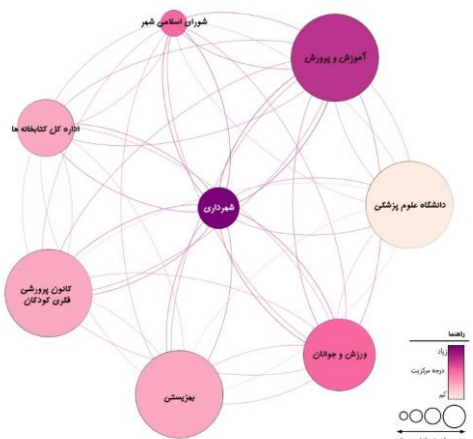 شورای اسلامی شهر
آموزش و پرورش
اداره کل کتابخانه ها
شهرداری
دانشگاه علوم پزشکی
کانون پرورشی
فکری کودکان
ورزش و جوانان
بهزیستی
راهنما
زیاد
درجه مرکزیت
کم